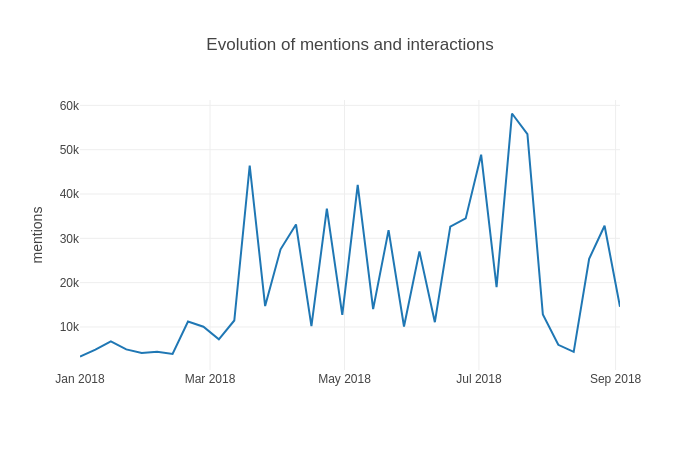 Evolution of mentions and interactions
mentions
60k
50k
40k
30k
20k
10k
Jan 2018
Mar 2018
May 2018
Jul 2018
Sep 2018